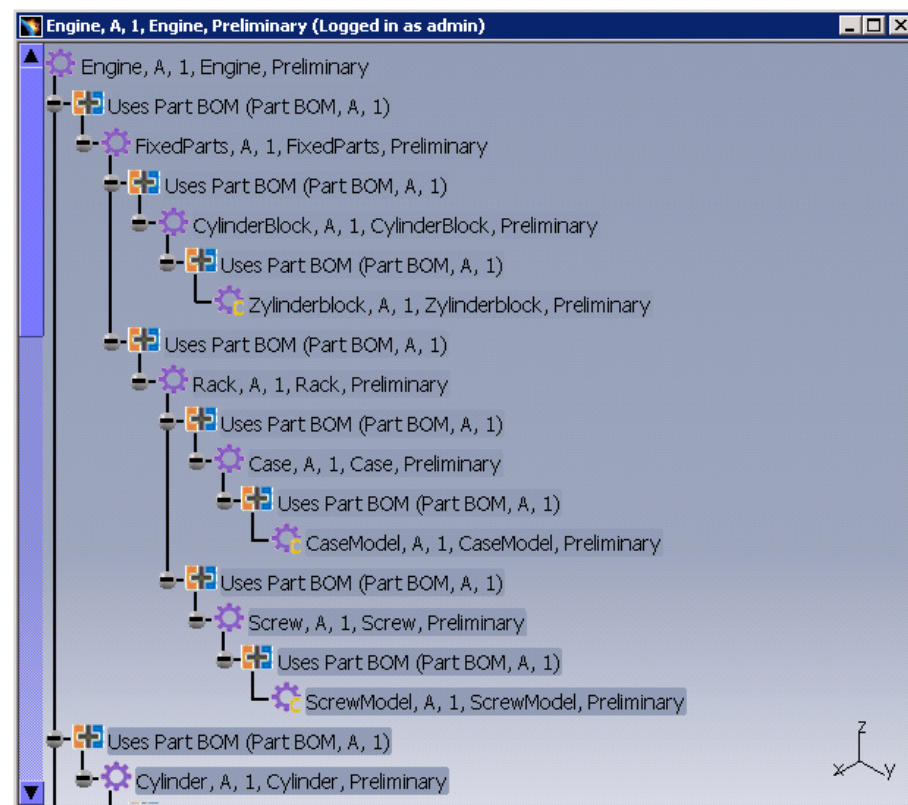 Engine, A, 1, Engine, Preliminary (Logged in as admin)
Engine, A, 1, Engine, Preliminary
Uses Part BOM (Part BOM, A, 1)
FixedParts, A, 1, FixedParts, Preliminary
Uses Part BOM (Part BOM, A, 1)
CylinderBlock, A, 1, CylinderBlock, Preliminary
Uses Part BOM (Part BOM, A, 1)
Zylinderblock, A, 1, Zylinderblock, Preliminary
Uses Part BOM (Part BOM, A, 1)
Rack, A, 1, Rack, Preliminary
Uses Part BOM (Part BOM, A, 1)
Case, A, 1, Case, Preliminary
Uses Part BOM (Part BOM, A, 1)
CaseModel, A, 1, CaseModel, Preliminary
Uses Part BOM (Part BOM, A, 1)
Screw, A, 1, Screw, Preliminary
Uses Part BOM (Part BOM, A, 1)
ScrewModel, A, 1, ScrewModel, Preliminary
Uses Part BOM (Part BOM, A, 1)
Cylinder, A, 1, Cylinder, Preliminary
z
x y